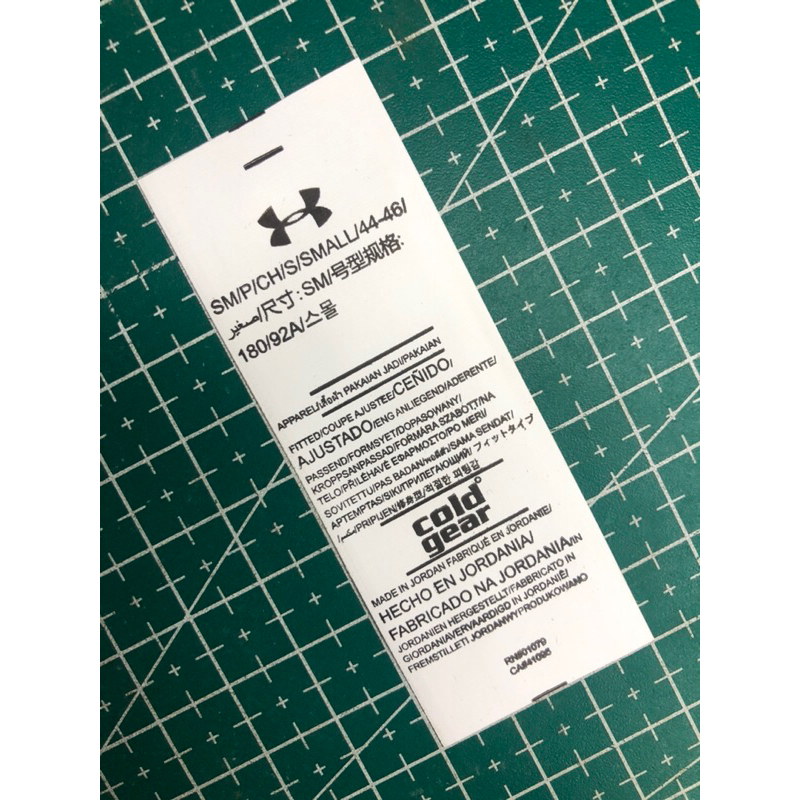 SM/P/CH/S/SMALL/44-46/
صغير/尺寸: SM/号型规格:
180/92A/스몰
APPAREL/เสื้อผ้า PAKAIAN JADI/PAKAIAN
FITTED/COUPE AJUSTEE/CEÑIDO/
AJUSTADO/ENG ANLIEGEND/ADERENTE/
PASSEND/FORMSYET/DOPASOWANY/
KROPPSANPASSAD/FORMÁRA SZABOTT/NA
TELO/PŘILÉHAVÉ ΕΦΑΡΜΟΣΤΟ/PO MERI/
SOVITETTU/PAS BADAN/พอดีตัว/SAMA SENDAT/
APTEMPTAS/SIKI/ПРИЛЕГАЮЩИЙ/フィットタイプ
/PRIPIJEN/修身型/적절한 피팅감
cold
gear®
MADE IN JORDAN FABRIQUÉ EN JORDANIE/
HECHO EN JORDANIA/
FABRICADO NA JORDANIA/IN
JORDANIEN HERGESTELLT/FABBRICATO IN
GIORDANIA/VERVAARDIGD IN JORDANIË/
FREMSTILLET I JORDAN/WYPRODUKOWANO
RN#91079
CA#41096